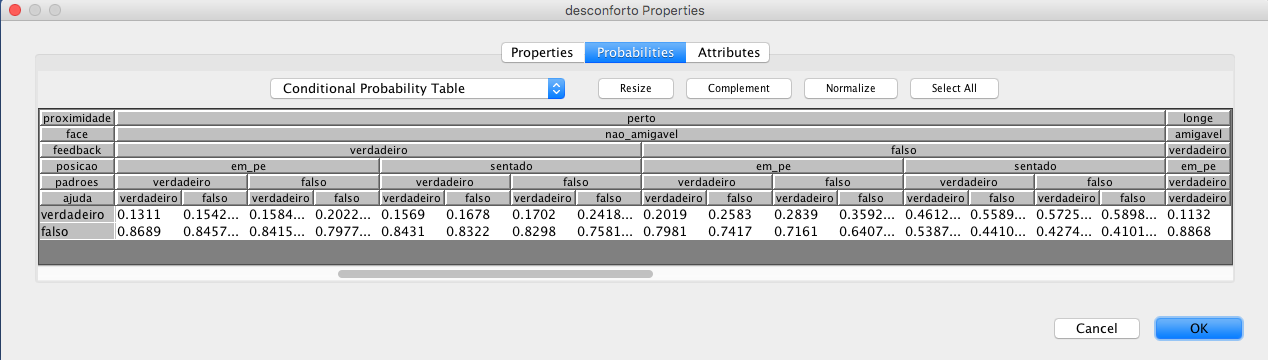 desconforto Properties
Properties Probabilities Attributes
Conditional Probability Table Resize Complement Normalize Select All
proximidade perto longe
face nao_amigavel amigavel
feedback verdadeiro falso verdadeiro
posicao em_pe sentado em_pe sentado em_pe
padroes verdadeiro falso verdadeiro falso verdadeiro falso verdadeiro falso verdadeiro
ajuda verdadeiro falso verdadeiro falso verdadeiro falso verdadeiro falso verdadeiro falso verdadeiro falso verdadeiro falso verdadeiro falso verdadeiro
verdadeiro 0.1311 0.1542... 0.1584... 0.2022... 0.1569 0.1678 0.1702 0.2418... 0.2019 0.2583 0.2839 0.3592... 0.4612... 0.5589... 0.5725... 0.5898... 0.1132
falso 0.8689 0.8457... 0.8415... 0.7977... 0.8431 0.8322 0.8298 0.7581... 0.7981 0.7417 0.7161 0.6407... 0.5387... 0.4410... 0.4274... 0.4101... 0.8868
Cancel OK